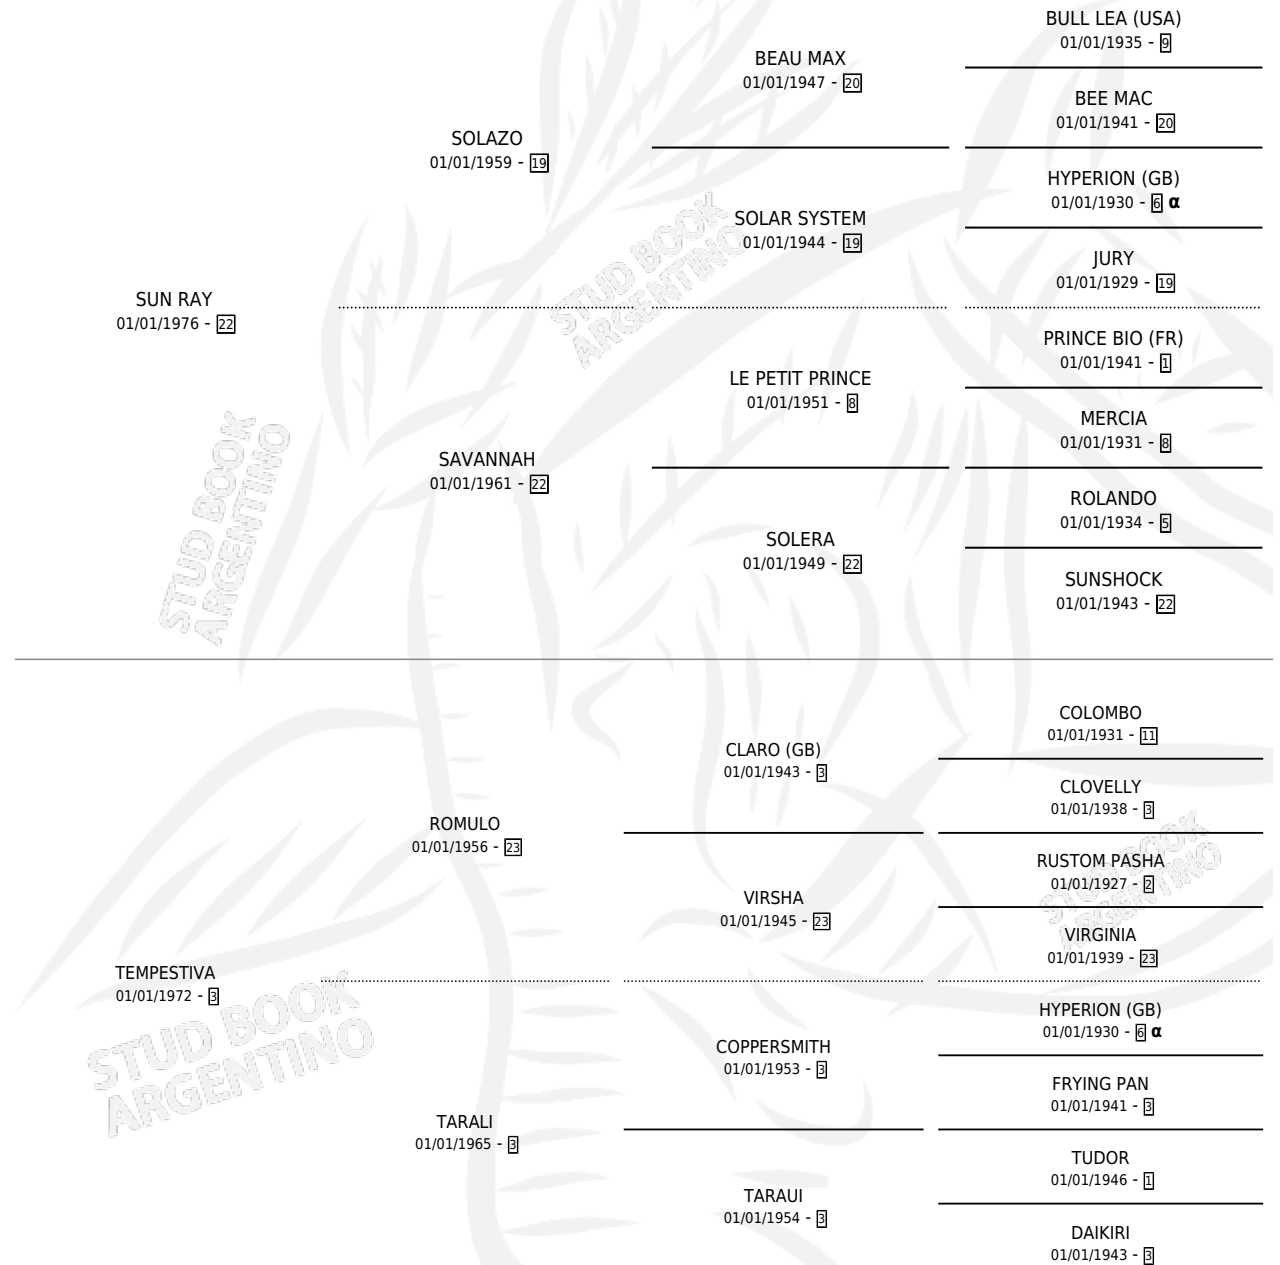 BULL LEA (USA)
01/01/1935 - 9
BEAU MAX
01/01/1947 - 20
BEE MAC
01/01/1941 - 20
SOLAZO
01/01/1959 - 19
HYPERION (GB)
01/01/1930 - 6 α
SOLAR SYSTEM
01/01/1944 - 19
JURY
01/01/1929 - 19
SUN RAY
01/01/1976 - 22
PRINCE BIO (FR)
01/01/1941 - 1
LE PETIT PRINCE
01/01/1951 - 8
MERCIA
01/01/1931 - 8
SAVANNAH
01/01/1961 - 22
ROLANDO
01/01/1934 - 5
SOLERA
01/01/1949 - 22
SUNSHOCK
01/01/1943 - 22
COLOMBO
01/01/1931 - 11
CLARO (GB)
01/01/1943 - 3
CLOVELLY
01/01/1938 - 3
ROMULO
01/01/1956 - 23
RUSTOM PASHA
01/01/1927 - 2
VIRSHA
01/01/1945 - 23
VIRGINIA
01/01/1939 - 23
TEMPESTIVA
01/01/1972 - 3
HYPERION (GB)
01/01/1930 - 6 α
COPPERSMITH
01/01/1953 - 3
FRYING PAN
01/01/1941 - 3
TARALI
01/01/1965 - 3
TUDOR
01/01/1946 - 1
TARAUI
01/01/1954 - 3
DAIKIRI
01/01/1943 - 3
STUD BOOK
ARGENTINO
STUD BOOK
ARGENTINO
STUD BOOK
ARGENTINO
STUD BOOK
ARGENTINO